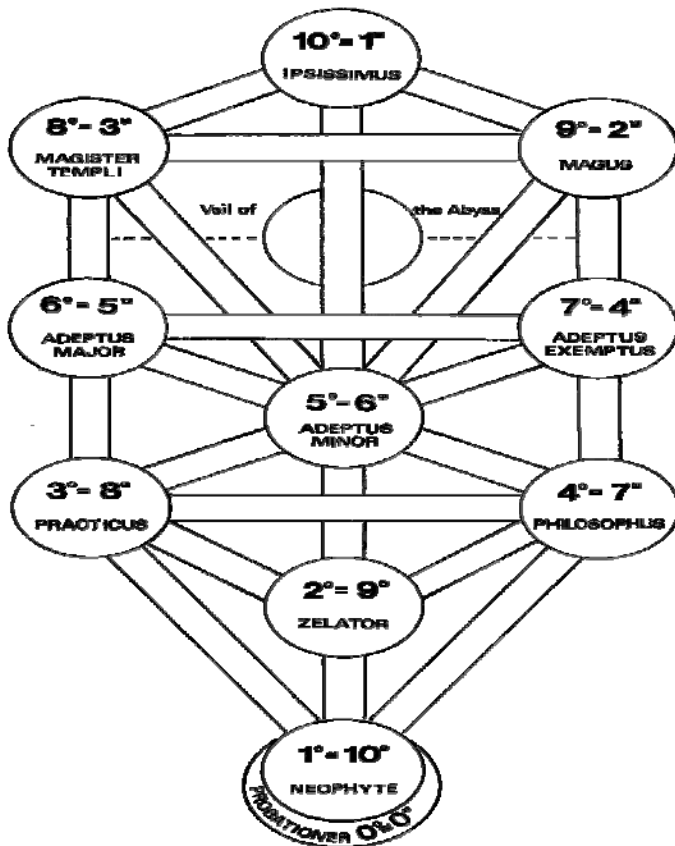 10°=1°
IPSISSIMUS
8°=3°
MAGISTER
TEMPLI
9°=2°
MAGUS
Veil of the Abyss
6°=5°
ADEPTUS
MAJOR
7°=4°
ADEPTUS
EXEMPTUS
5°=6°
ADEPTUS
MINOR
3°=8°
PRACTICUS
4°=7°
PHILOSOPHUS
2°=9°
ZELATOR
1°=10°
NEOPHYTE
PROBATIONER 0°=0°